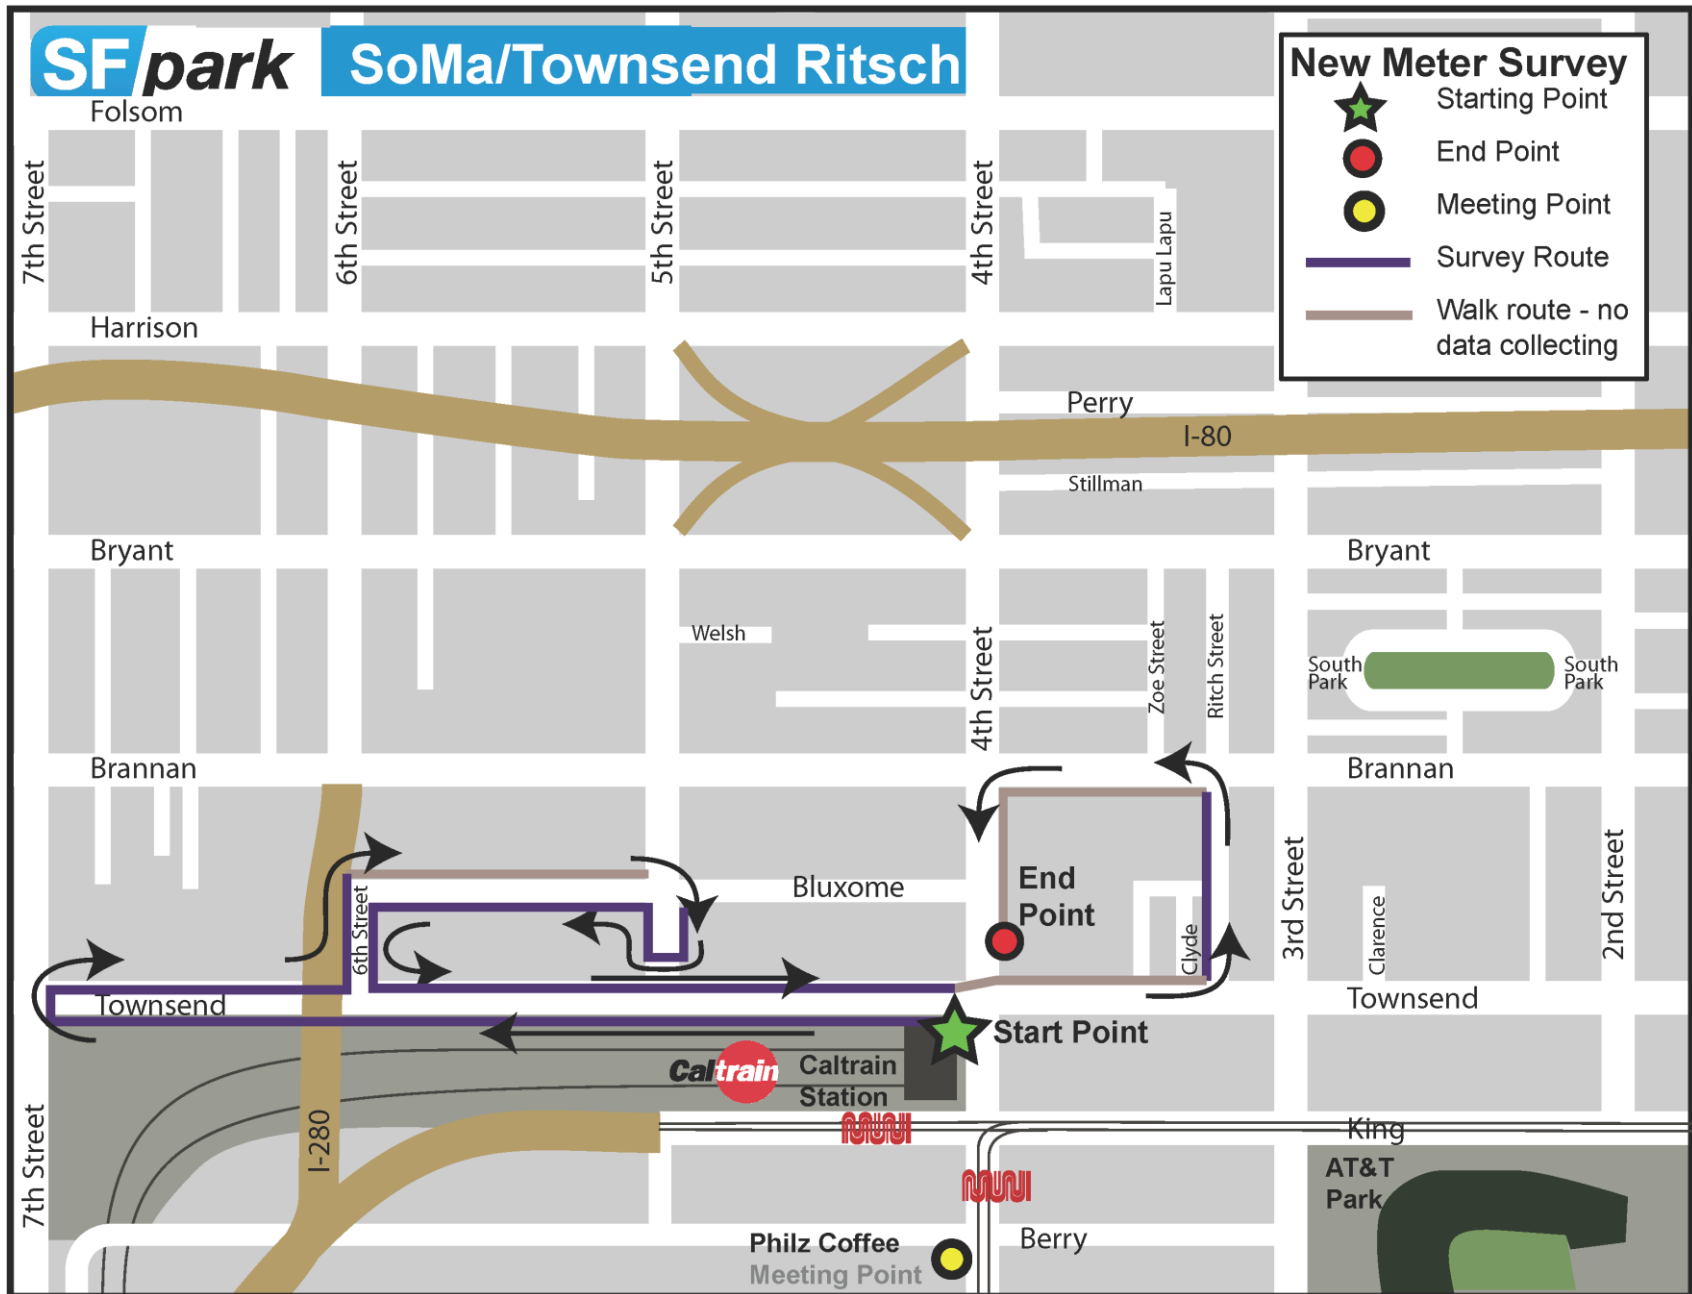 SFpark
SoMa/Townsend Ritsch
New Meter Survey
Starting Point
End Point
Meeting Point
Survey Route
Walk route - no
data collecting
Folsom
7th Street
6th Street
5th Street
4th Street
Lapu Lapu
Harrison
Perry
I-80
Stillman
Bryant
Bryant
Welsh
4th Street
Zoe Street
Ritch Street
South
Park
South
Park
Brannan
Brannan
Bluxome
End
Point
6th Street
Clyde
3rd Street
Clarence
2nd Street
Townsend
Townsend
Start Point
Caltrain
Caltrain
Station
7th Street
I-280
MUNI
King
MUNI
AT&T
Park
Philz Coffee
Meeting Point
Berry